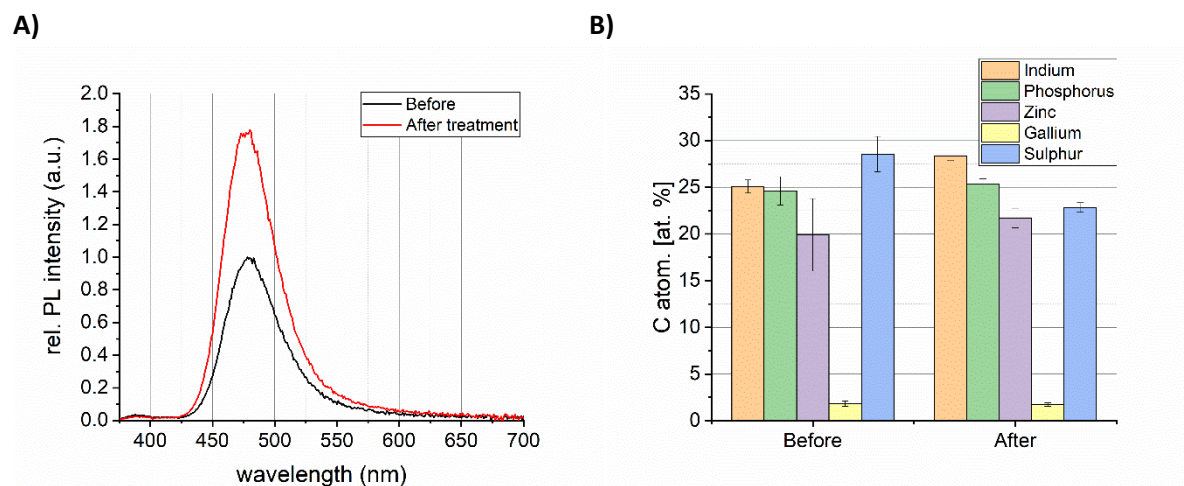 A)
B)
rel. PL intensity (a.u.)
2.0
1.8
1.6
1.4
1.2
1.0
0.8
0.6
0.4
0.2
0.0
Before
After treatment
400
450
500
550
600
650
700
wavelength (nm)
C atom. [at. %]
35
30
25
20
15
10
5
0
Indium
Phosphorus
Zinc
Gallium
Sulphur
Before
After